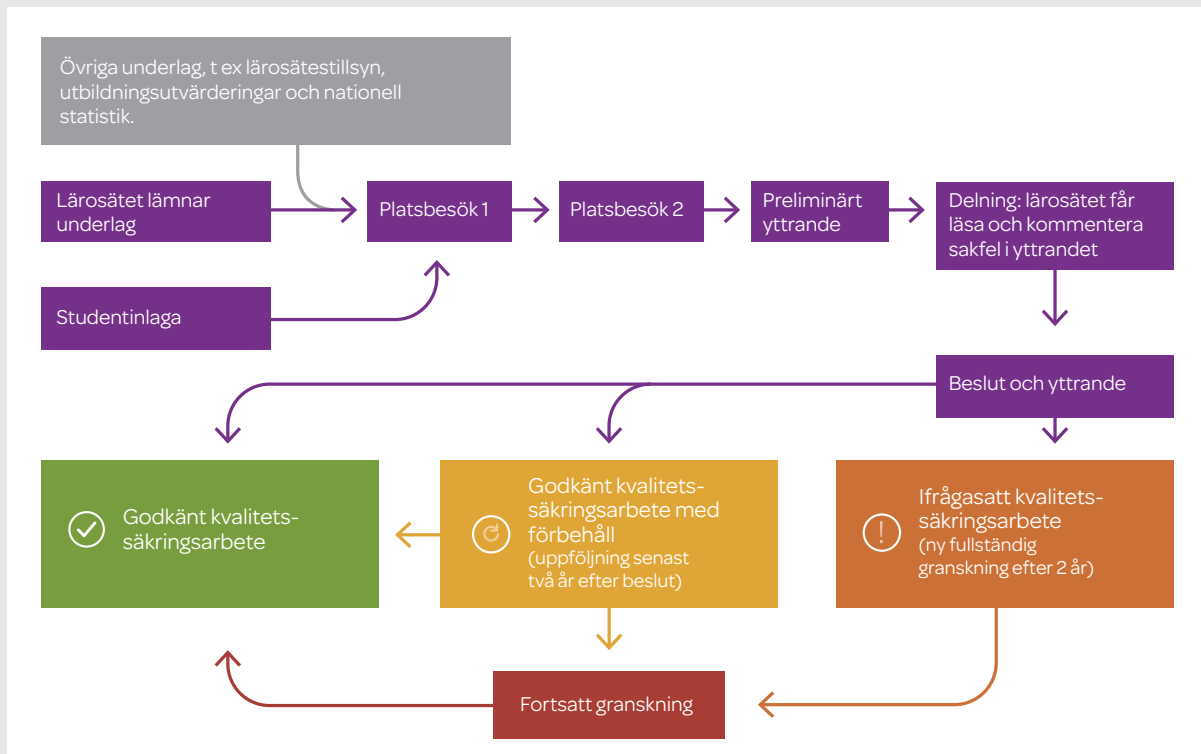 Övriga underlag, t ex lärosätestillsyn,
utbildningsutvärderingar och nationell
statistik.
Lärosätet lämnar
underlag
Platsbesök 1
Platsbesök 2
Preliminärt
yttrande
Delning: lärosätet får
läsa och kommentera
sakfel i yttrandet
Studentinlaga
Beslut och yttrande
Godkänt kvalitets-
säkringsarbete
Godkänt kvalitets-
säkringsarbete med
förbehåll
(uppföljning senast
två år efter beslut)
Ifrågasatt kvalitets-
säkringsarbete
(ny fullständig
granskning efter 2 år)
Fortsatt granskning